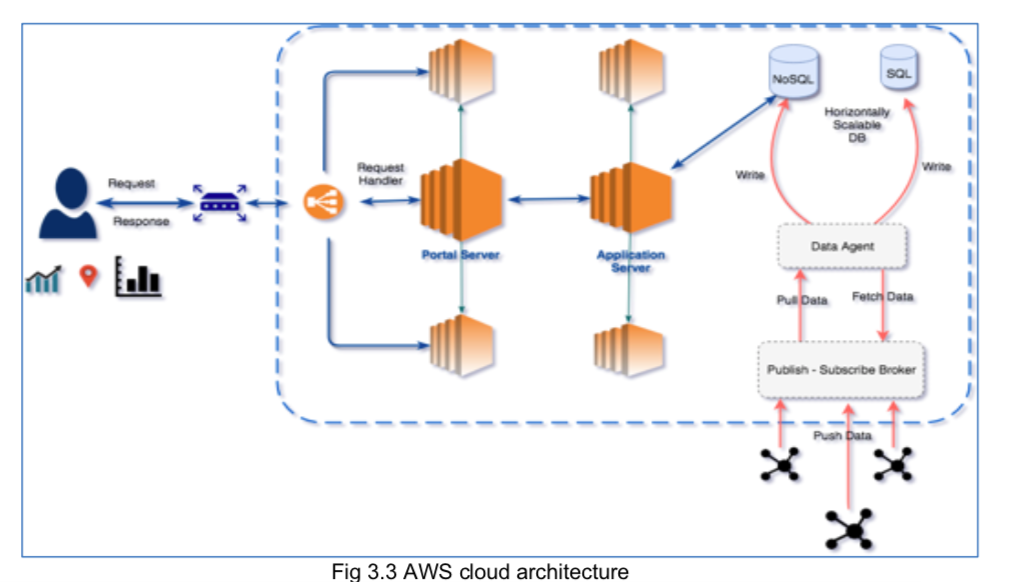 Request
Response
Request
Handler
Portal Server
Application
Server
NoSQL
SQL
Horizontally
Scalable
DB
Write
Write
Data Agent
Pull Data
Fetch Data
Publish - Subscribe Broker
Push Data
Fig 3.3 AWS cloud architecture